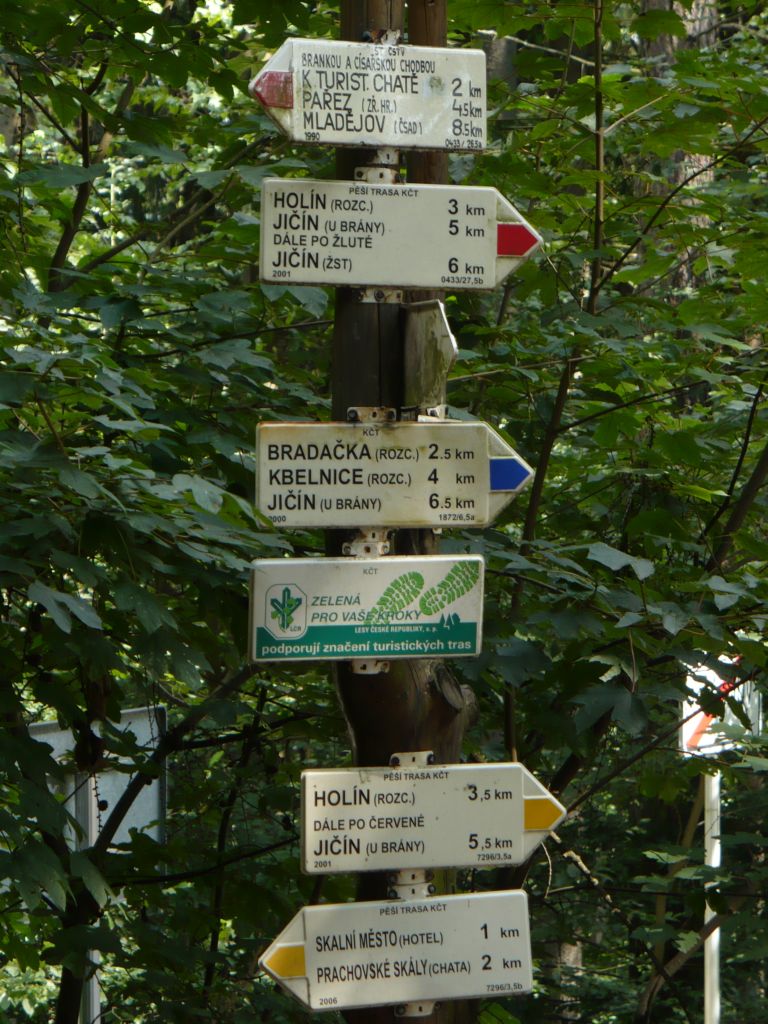 BRANKOU A CÍSAŘSKOU CHODBOU
K TURIST. CHATĚ 2 km
PAŘEZ (ZŘ. HR.) 4,5 km
MLADĚJOV (ČSAD) 8,5 km
1990 0433/26,5a
PĚŠÍ TRASA KČT
HOLÍN (ROZC.) 3 km
JIČÍN (U BRÁNY) 5 km
DÁLE PO ŽLUTÉ
JIČÍN (ŽST) 6 km
2001 0433/27,5b
KČT
BRADAČKA (ROZC.) 2.5 km
KBELNICE (ROZC.) 4 km
JIČÍN (U BRÁNY) 6.5 km
2000 1872/6,5a
KČT
ZELENÁ
PRO VAŠE KROKY
LČR
LESY ČESKÉ REPUBLIKY, s. p.
podporují značení turistických tras
PĚŠÍ TRASA KČT
HOLÍN (ROZC.) 3,5 km
DÁLE PO ČERVENÉ
JIČÍN (U BRÁNY) 5,5 km
2001 7296/3,5a
PĚŠÍ TRASA KČT
SKALNÍ MĚSTO (HOTEL) 1 km
PRACHOVSKÉ SKÁLY (CHATA) 2 km
2006 7296/3,5b